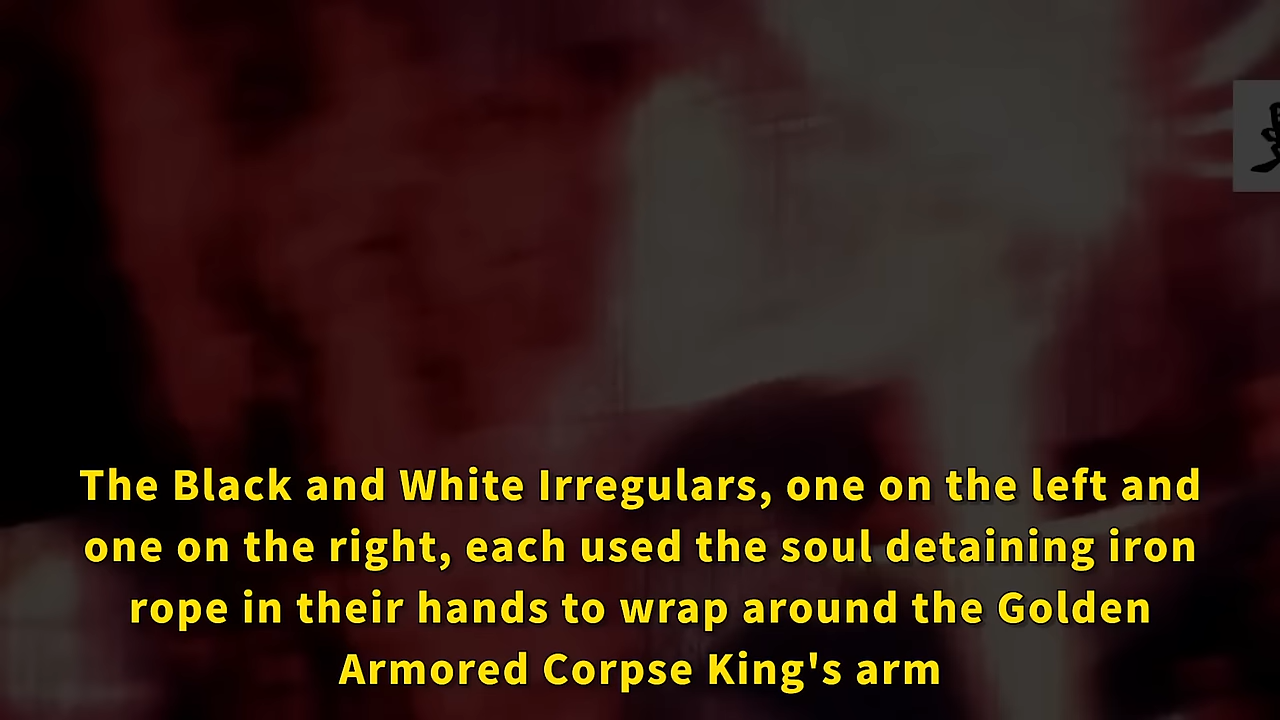 The Black and White Irregulars, one on the left and
one on the right, each used the soul detaining iron
rope in their hands to wrap around the Golden
Armored Corpse King's arm